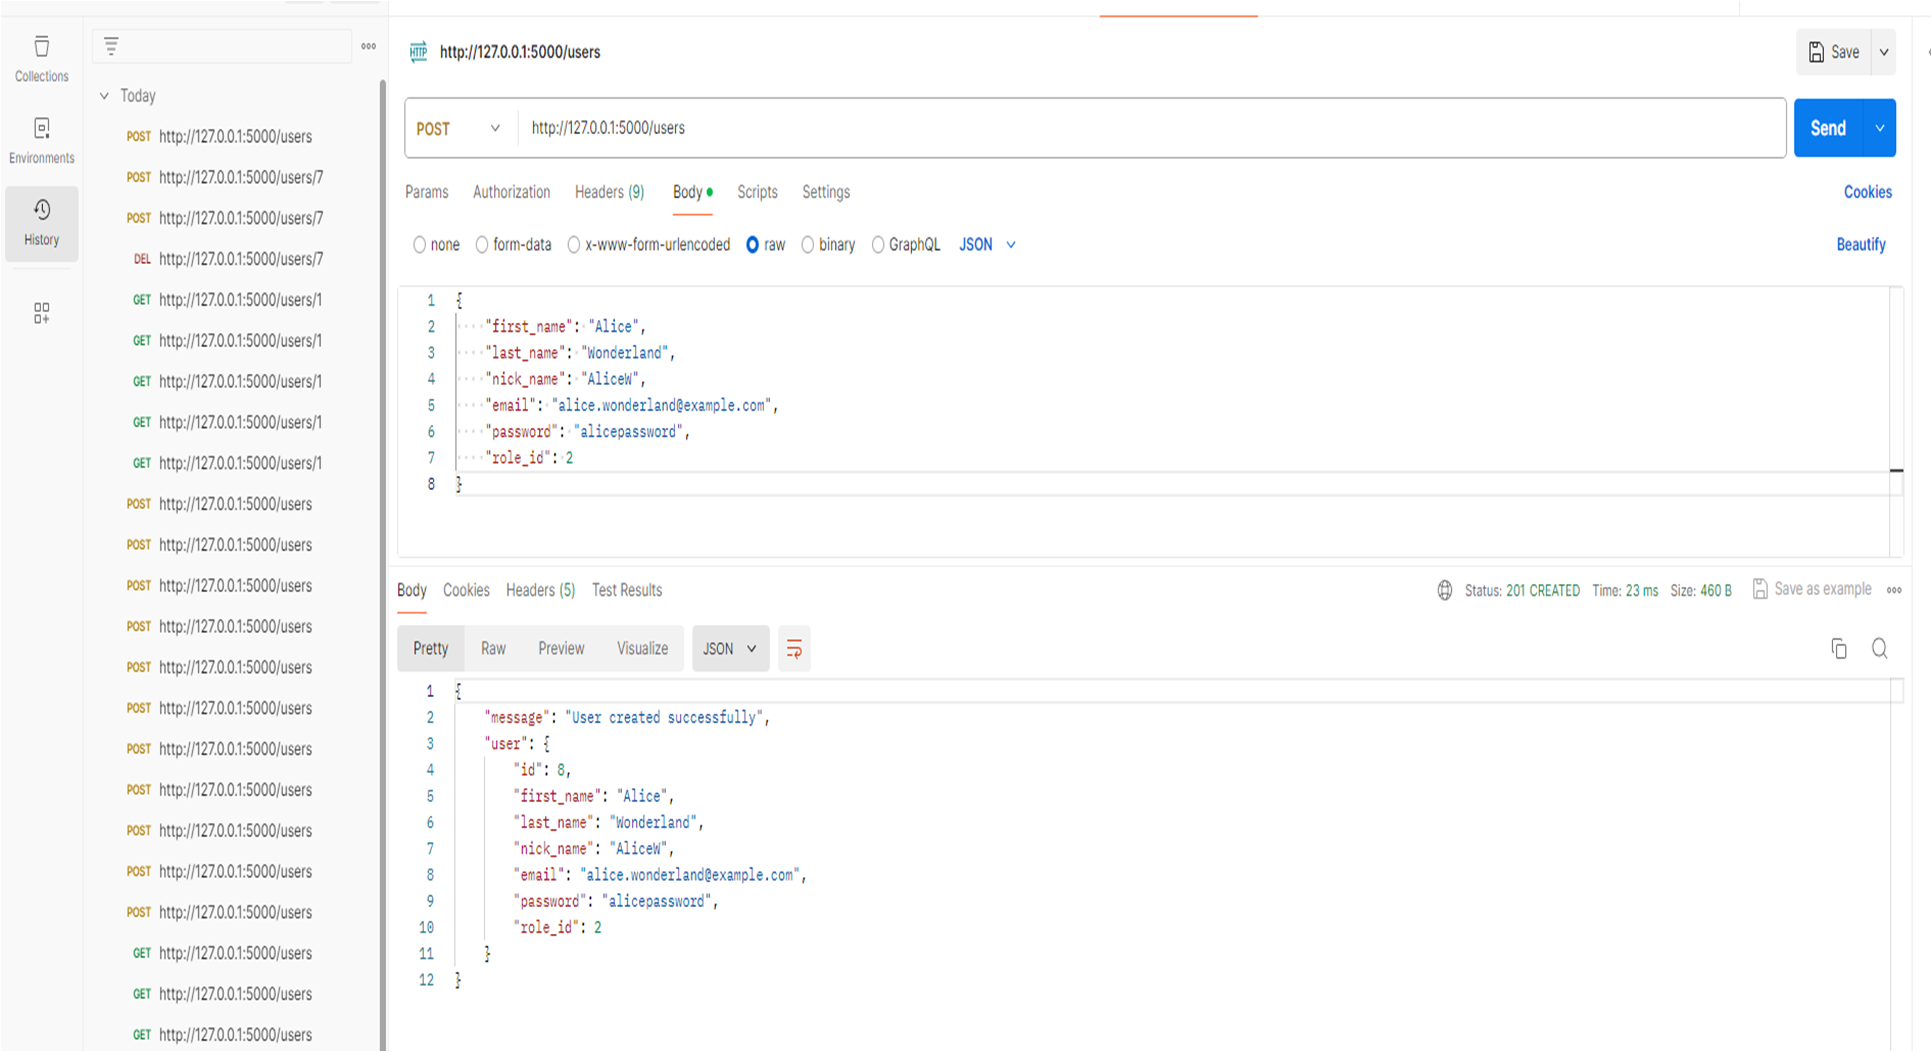 Collections
Environments
History
Today
POST http://127.0.0.1:5000/users
POST http://127.0.0.1:5000/users/7
POST http://127.0.0.1:5000/users/7
DEL http://127.0.0.1:5000/users/7
GET http://127.0.0.1:5000/users/1
GET http://127.0.0.1:5000/users/1
GET http://127.0.0.1:5000/users/1
GET http://127.0.0.1:5000/users/1
GET http://127.0.0.1:5000/users/1
POST http://127.0.0.1:5000/users
POST http://127.0.0.1:5000/users
POST http://127.0.0.1:5000/users
POST http://127.0.0.1:5000/users
POST http://127.0.0.1:5000/users
POST http://127.0.0.1:5000/users
POST http://127.0.0.1:5000/users
POST http://127.0.0.1:5000/users
POST http://127.0.0.1:5000/users
POST http://127.0.0.1:5000/users
POST http://127.0.0.1:5000/users
GET http://127.0.0.1:5000/users
GET http://127.0.0.1:5000/users
GET http://127.0.0.1:5000/users
HTTP http://127.0.0.1:5000/users
Save
POST http://127.0.0.1:5000/users
Send
Params Authorization Headers (9) Body Scripts Settings Cookies
none form-data x-www-form-urlencoded raw binary GraphQL JSON Beautify
1 {
2 "first_name": "Alice",
3 "last_name": "Wonderland",
4 "nick_name": "AliceW",
5 "email": "alice.wonderland@example.com",
6 "password": "alicepassword",
7 "role_id": 2
8 }
Body Cookies Headers (5) Test Results Status: 201 CREATED Time: 23 ms Size: 460 B Save as example
Pretty Raw Preview Visualize JSON
1 {
2 "message": "User created successfully",
3 "user": {
4 "id": 8,
5 "first_name": "Alice",
6 "last_name": "Wonderland",
7 "nick_name": "AliceW",
8 "email": "alice.wonderland@example.com",
9 "password": "alicepassword",
10 "role_id": 2
11 }
12 }